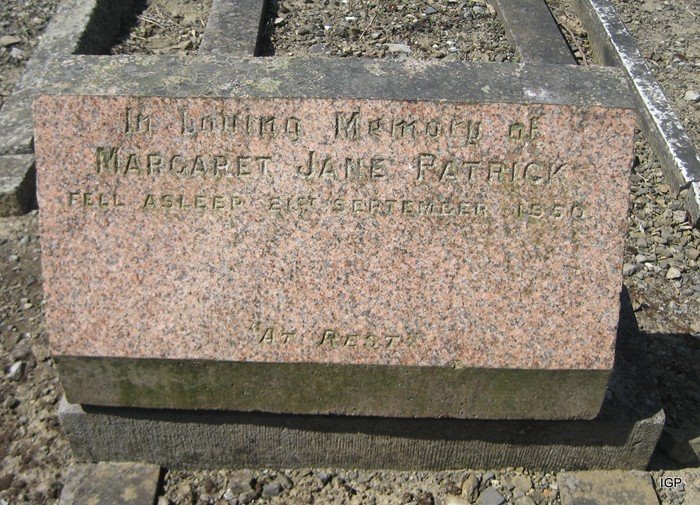 In Loving Memory of
MARGARET JANE PATRICK
FELL ASLEEP 21ST SEPTEMBER 1950
"AT REST"
IGP